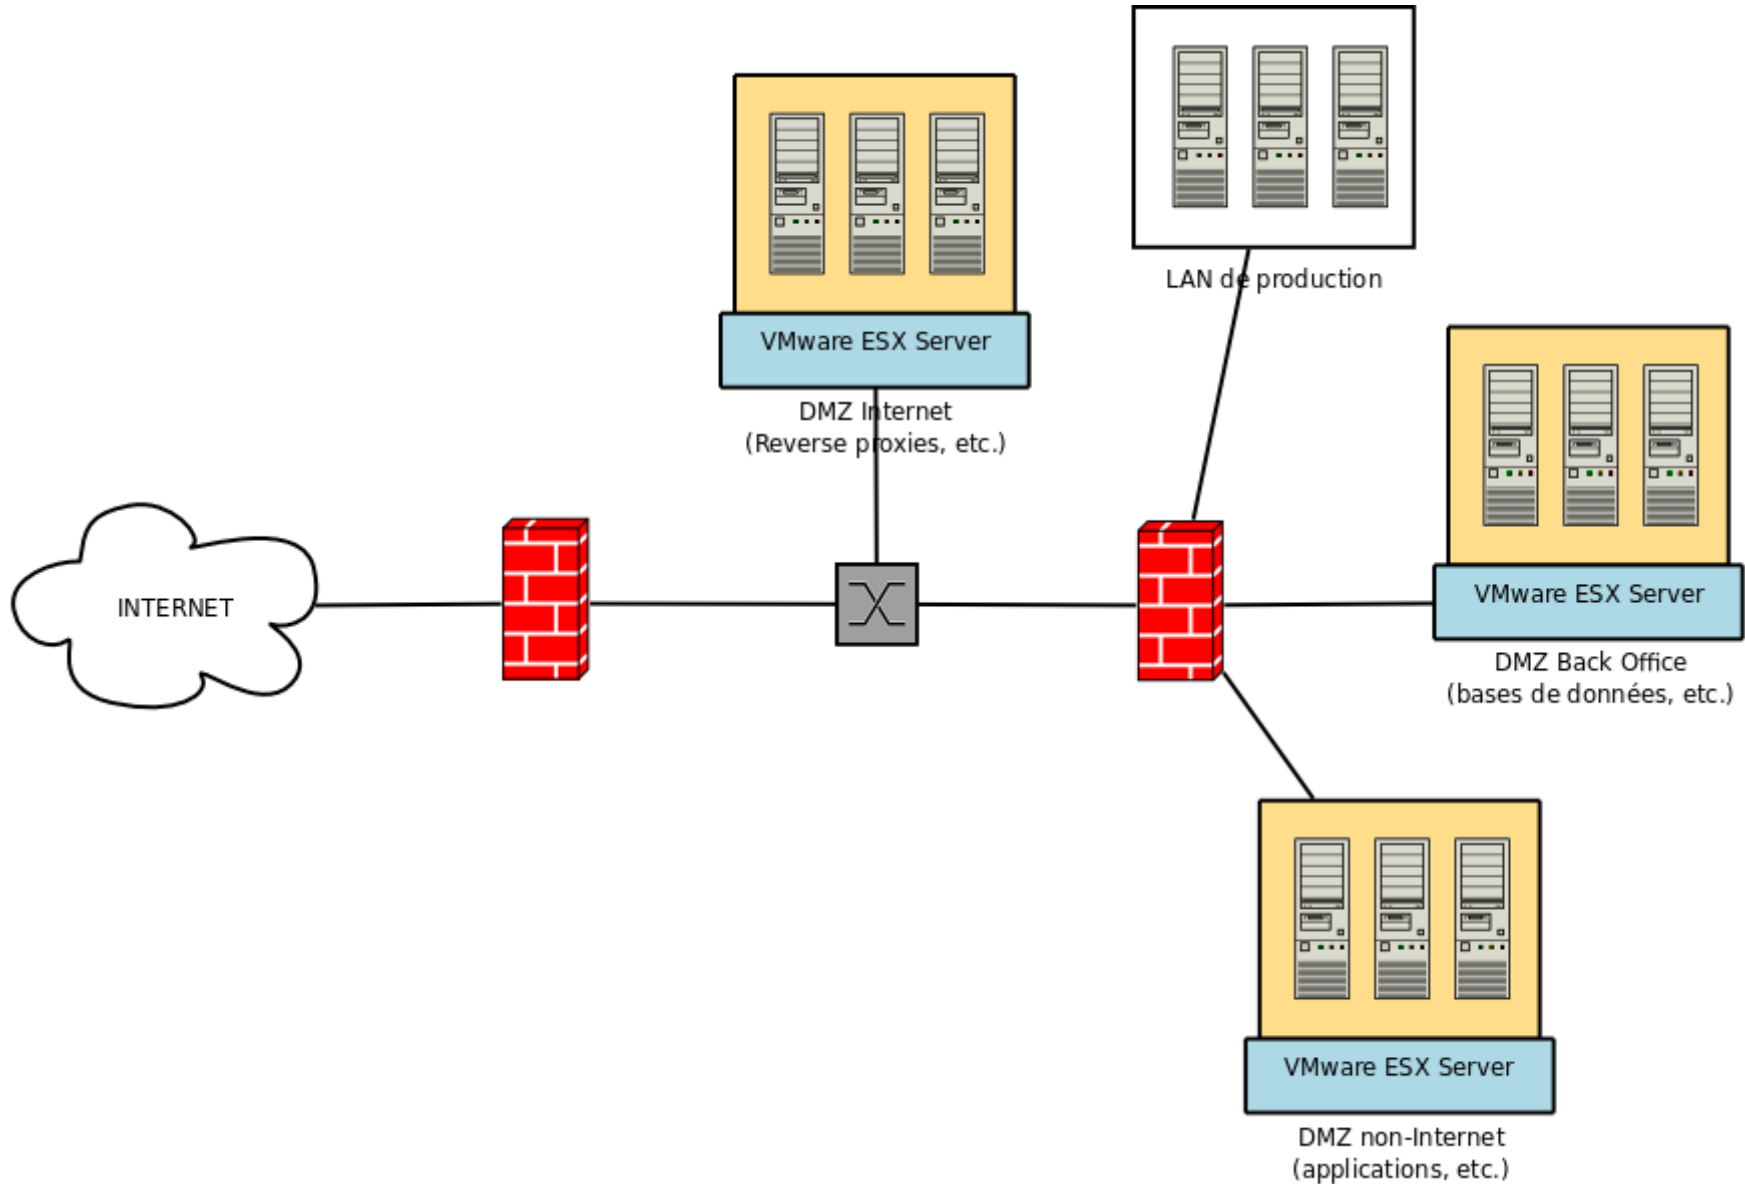 LAN de production
VMware ESX Server
DMZ Internet
(Reverse proxies, etc.)
INTERNET
VMware ESX Server
DMZ Back Office
(bases de données, etc.)
VMware ESX Server
DMZ non-Internet
(applications, etc.)